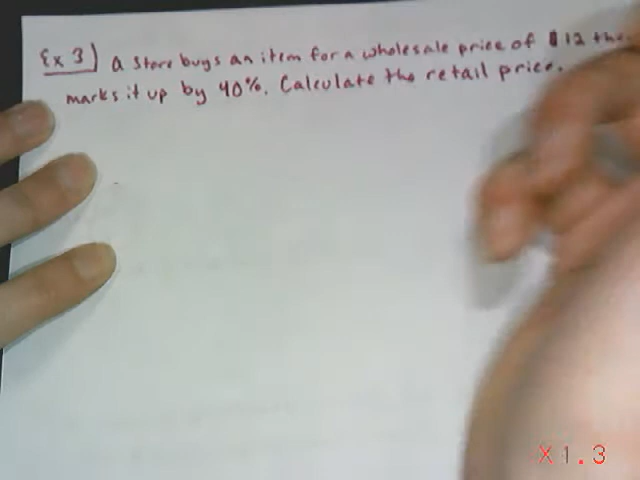 Ex 3) A store buys an item for a wholesale price of $12 the
marks it up by 40%. Calculate the retail price.
X1.3